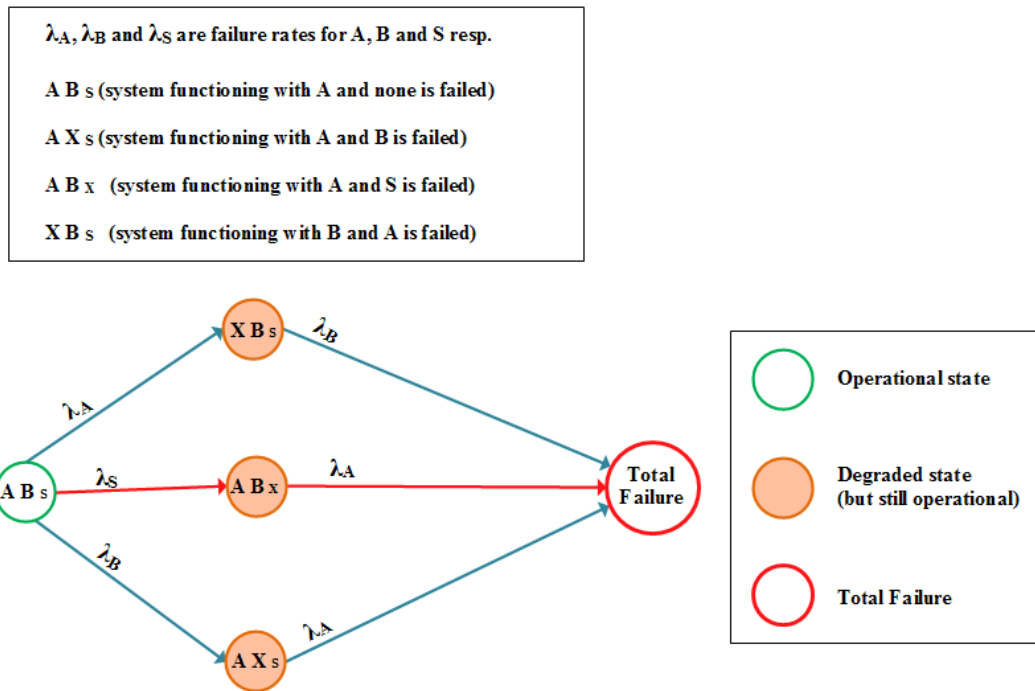 λA, λB and λS are failure rates for A, B and S resp.
A B S (system functioning with A and none is failed)
A X S (system functioning with A and B is failed)
A B X (system functioning with A and S is failed)
X B S (system functioning with B and A is failed)
X B S
λB
λA
A B S
λS
A B X
λA
Total
Failure
λB
A X S
λA
Operational state
Degraded state
(but still operational)
Total Failure